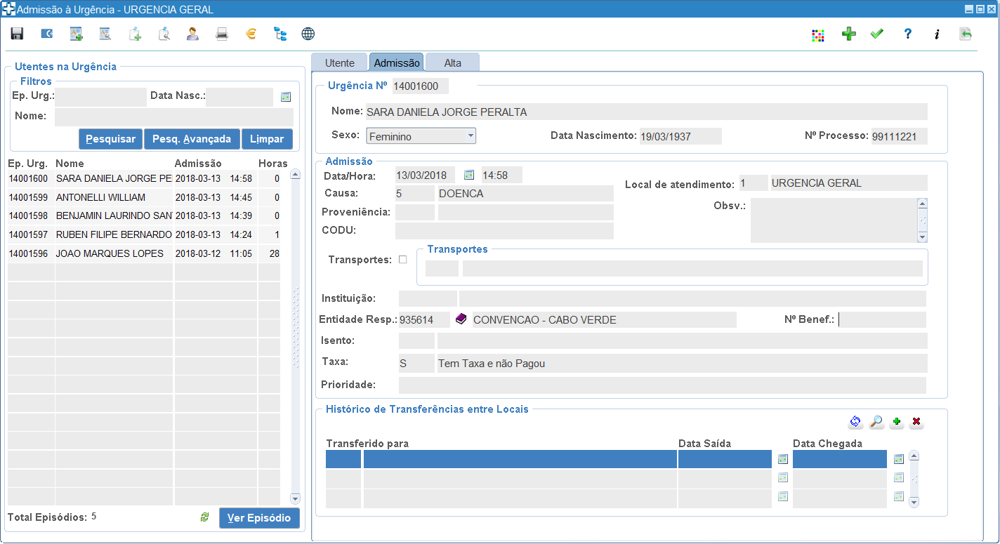 Admissão à Urgência - URGENCIA GERAL
Utentes na Urgência
Filtros
Ep. Urg.: Data Nasc.:
Nome:
Pesquisar Pesq. Avançada Limpar
Ep. Urg. Nome Admissão Horas
14001600 SARA DANIELA JORGE PE 2018-03-13 14:58 0
14001599 ANTONELLI WILLIAM 2018-03-13 14:45 0
14001598 BENJAMIN LAURINDO SAN 2018-03-13 14:39 0
14001597 RUBEN FILIPE BERNARDO 2018-03-13 14:24 1
14001596 JOAO MARQUES LOPES 2018-03-12 11:05 28
Total Episódios: 5 Ver Episódio
Utente Admissão Alta
Urgência Nº 14001600
Nome: SARA DANIELA JORGE PERALTA
Sexo: Feminino Data Nascimento: 19/03/1937 Nº Processo: 99111221
Admissão
Data/Hora: 13/03/2018 14:58
Local de atendimento: 1 URGENCIA GERAL
Causa: 5 DOENCA
Obsv.:
Proveniência:
CODU:
Transportes
Transportes:
Instituição:
Entidade Resp.: 935614 CONVENCAO - CABO VERDE Nº Benef.:
Isento:
Taxa: S Tem Taxa e não Pagou
Prioridade:
Histórico de Transferências entre Locais
Transferido para Data Saída Data Chegada